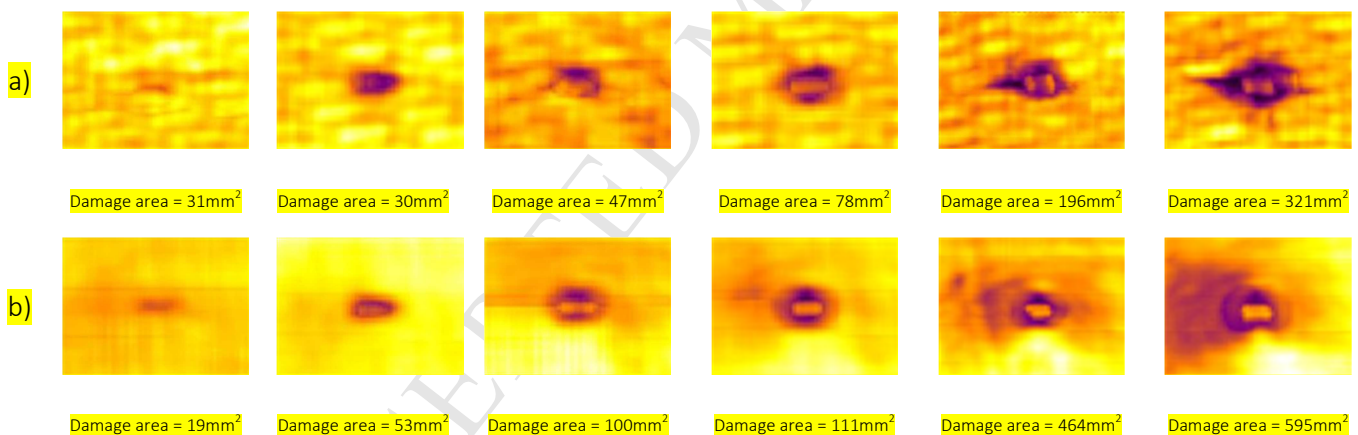 a)
Damage area = 31mm²
Damage area = 30mm²
Damage area = 47mm²
Damage area = 78mm²
Damage area = 196mm²
Damage area = 321mm²
b)
Damage area = 19mm²
Damage area = 53mm²
Damage area = 100mm²
Damage area = 111mm²
Damage area = 464mm²
Damage area = 595mm²